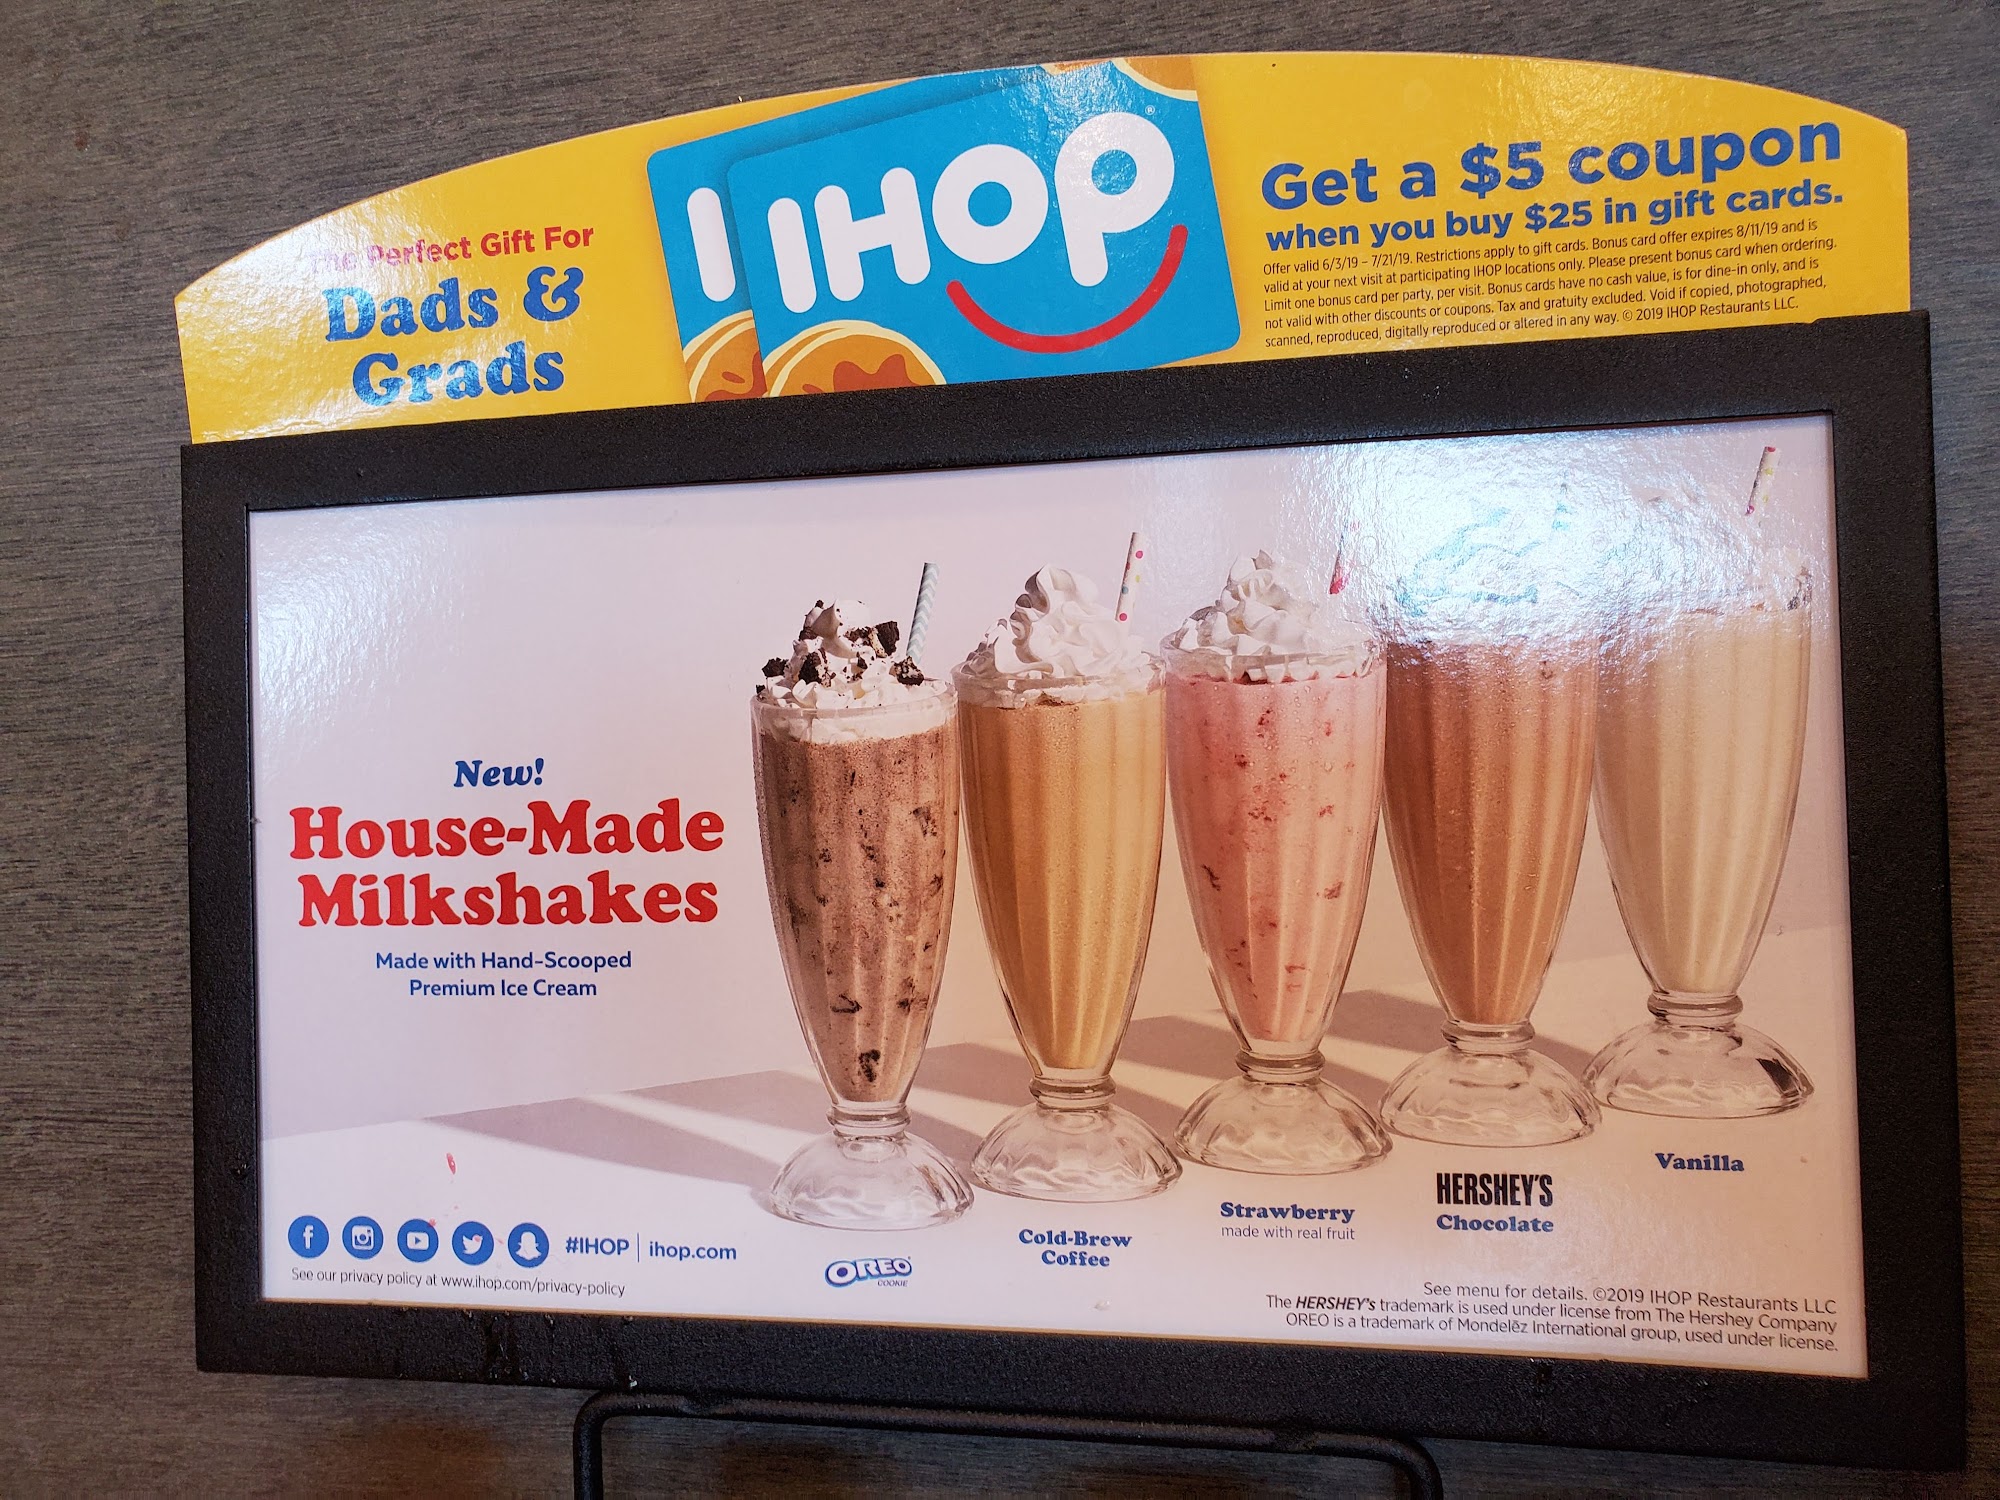 The Perfect Gift For
Dads &
Grads
IHOP
IHOP®
Get a $5 coupon
when you buy $25 in gift cards.
Offer valid 6/3/19 – 7/21/19. Restrictions apply to gift cards. Bonus card offer expires 8/11/19 and is
valid at your next visit at participating IHOP locations only. Please present bonus card when ordering.
Limit one bonus card per party, per visit. Bonus cards have no cash value, is for dine-in only, and is
not valid with other discounts or coupons. Tax and gratuity excluded. Void if copied, photographed,
scanned, reproduced, digitally reproduced or altered in any way. © 2019 IHOP Restaurants LLC.
New!
House-Made
Milkshakes
Made with Hand-Scooped
Premium Ice Cream
OREO
COOKIE
Cold-Brew
Coffee
Strawberry
made with real fruit
HERSHEY'S
Chocolate
Vanilla
#IHOP | ihop.com
See our privacy policy at www.ihop.com/privacy-policy
See menu for details. ©2019 IHOP Restaurants LLC
The HERSHEY's trademark is used under license from The Hershey Company
OREO is a trademark of Mondelēz International group, used under license.